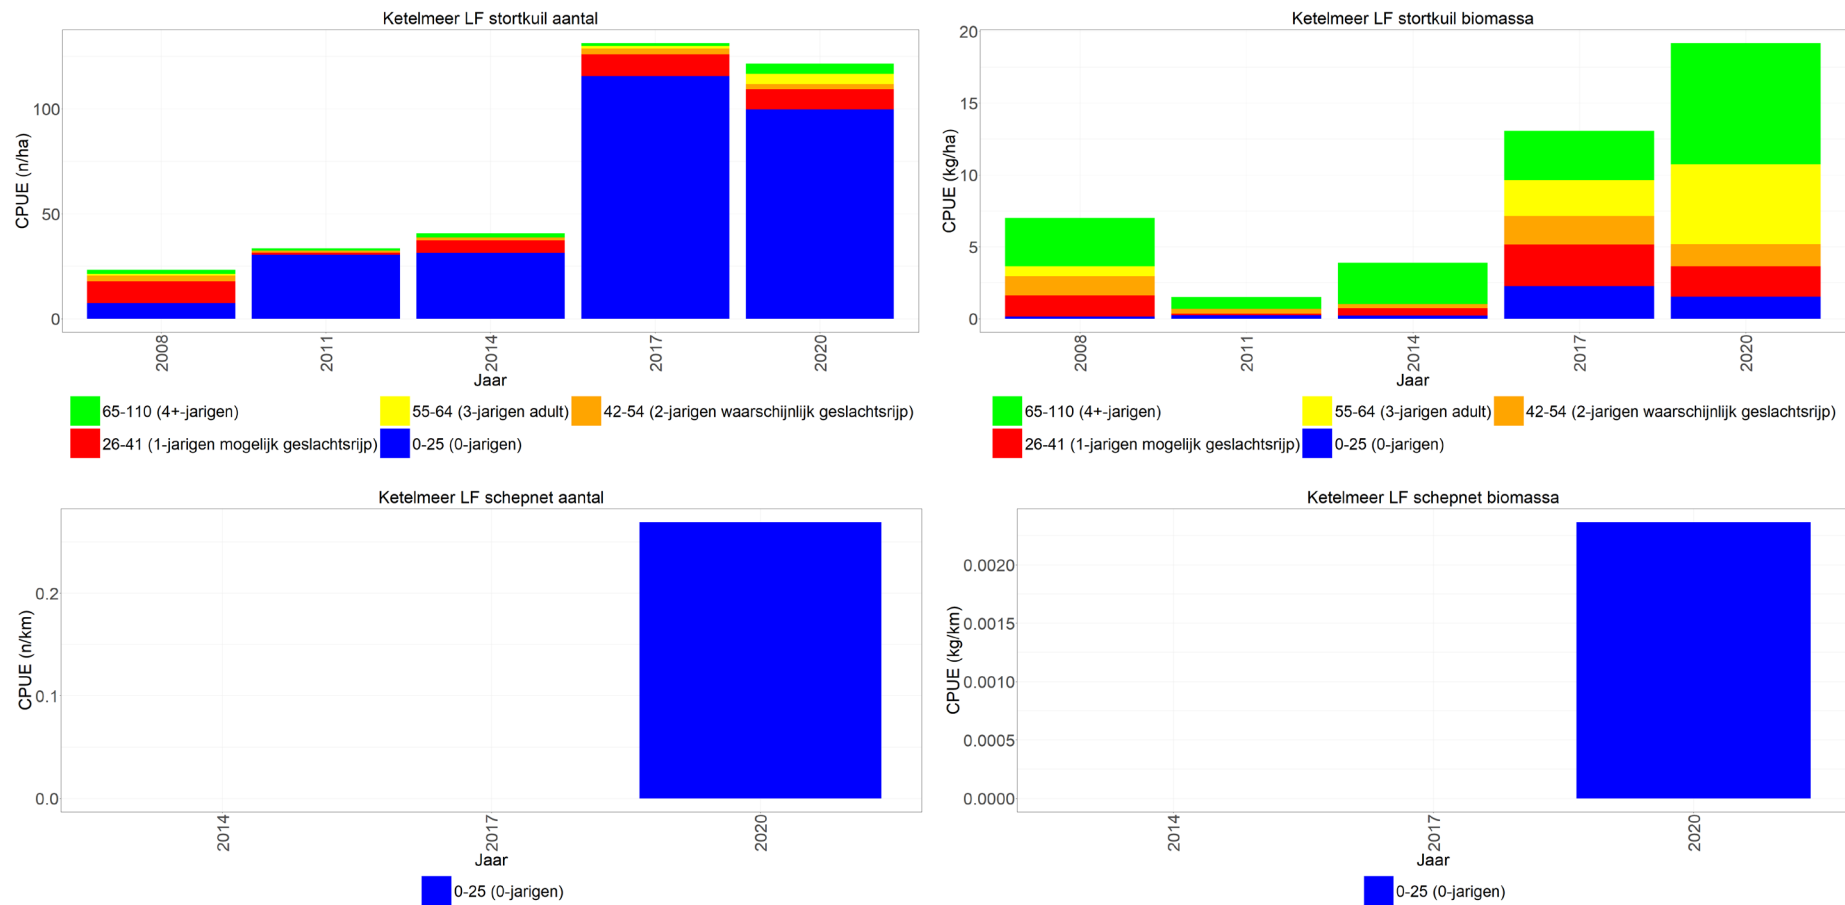 Ketelmeer LF stortkuil aantal
CPUE (n/ha)
100
50
0
2008
2011
2014
2017
2020
Jaar
65-110 (4+-jarigen)
55-64 (3-jarigen adult)
42-54 (2-jarigen waarschijnlijk geslachtsrijp)
26-41 (1-jarigen mogelijk geslachtsrijp)
0-25 (0-jarigen)
Ketelmeer LF stortkuil biomassa
CPUE (kg/ha)
20
15
10
5
0
2008
2011
2014
2017
2020
Jaar
65-110 (4+-jarigen)
55-64 (3-jarigen adult)
42-54 (2-jarigen waarschijnlijk geslachtsrijp)
26-41 (1-jarigen mogelijk geslachtsrijp)
0-25 (0-jarigen)
Ketelmeer LF schepnet aantal
CPUE (n/km)
0.2
0.1
0.0
2014
2017
2020
Jaar
0-25 (0-jarigen)
Ketelmeer LF schepnet biomassa
CPUE (kg/km)
0.0020
0.0015
0.0010
0.0005
0.0000
2014
2017
2020
Jaar
0-25 (0-jarigen)